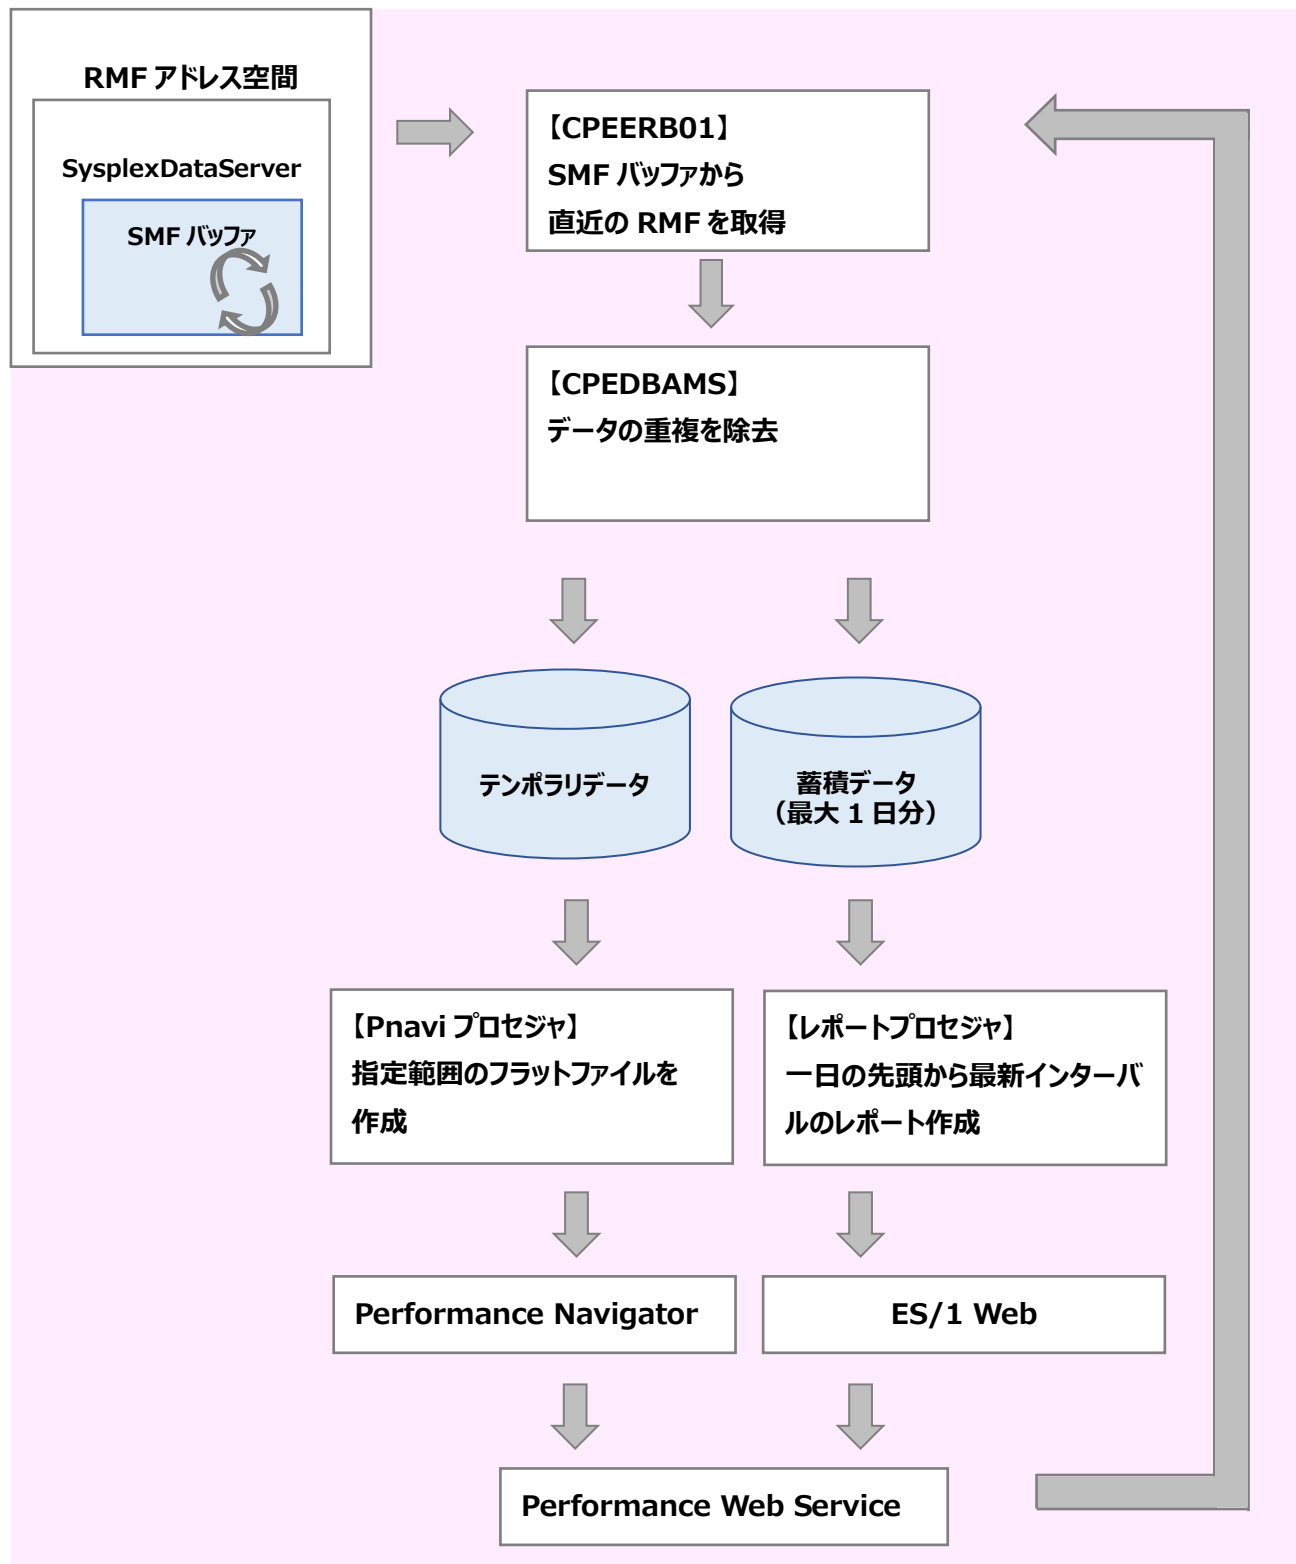 RMF アドレス空間
SysplexDataServer
SMF バッファ
【CPEERB01】
SMF バッファから
直近の RMF を取得
【CPEDBAMS】
データの重複を除去
テンポラリデータ
蓄積データ
（最大 1 日分）
【Pnavi プロセジャ】
指定範囲のフラットファイルを
作成
【レポートプロセジャ】
一日の先頭から最新インターバ
ルのレポート作成
Performance Navigator
ES/1 Web
Performance Web Service